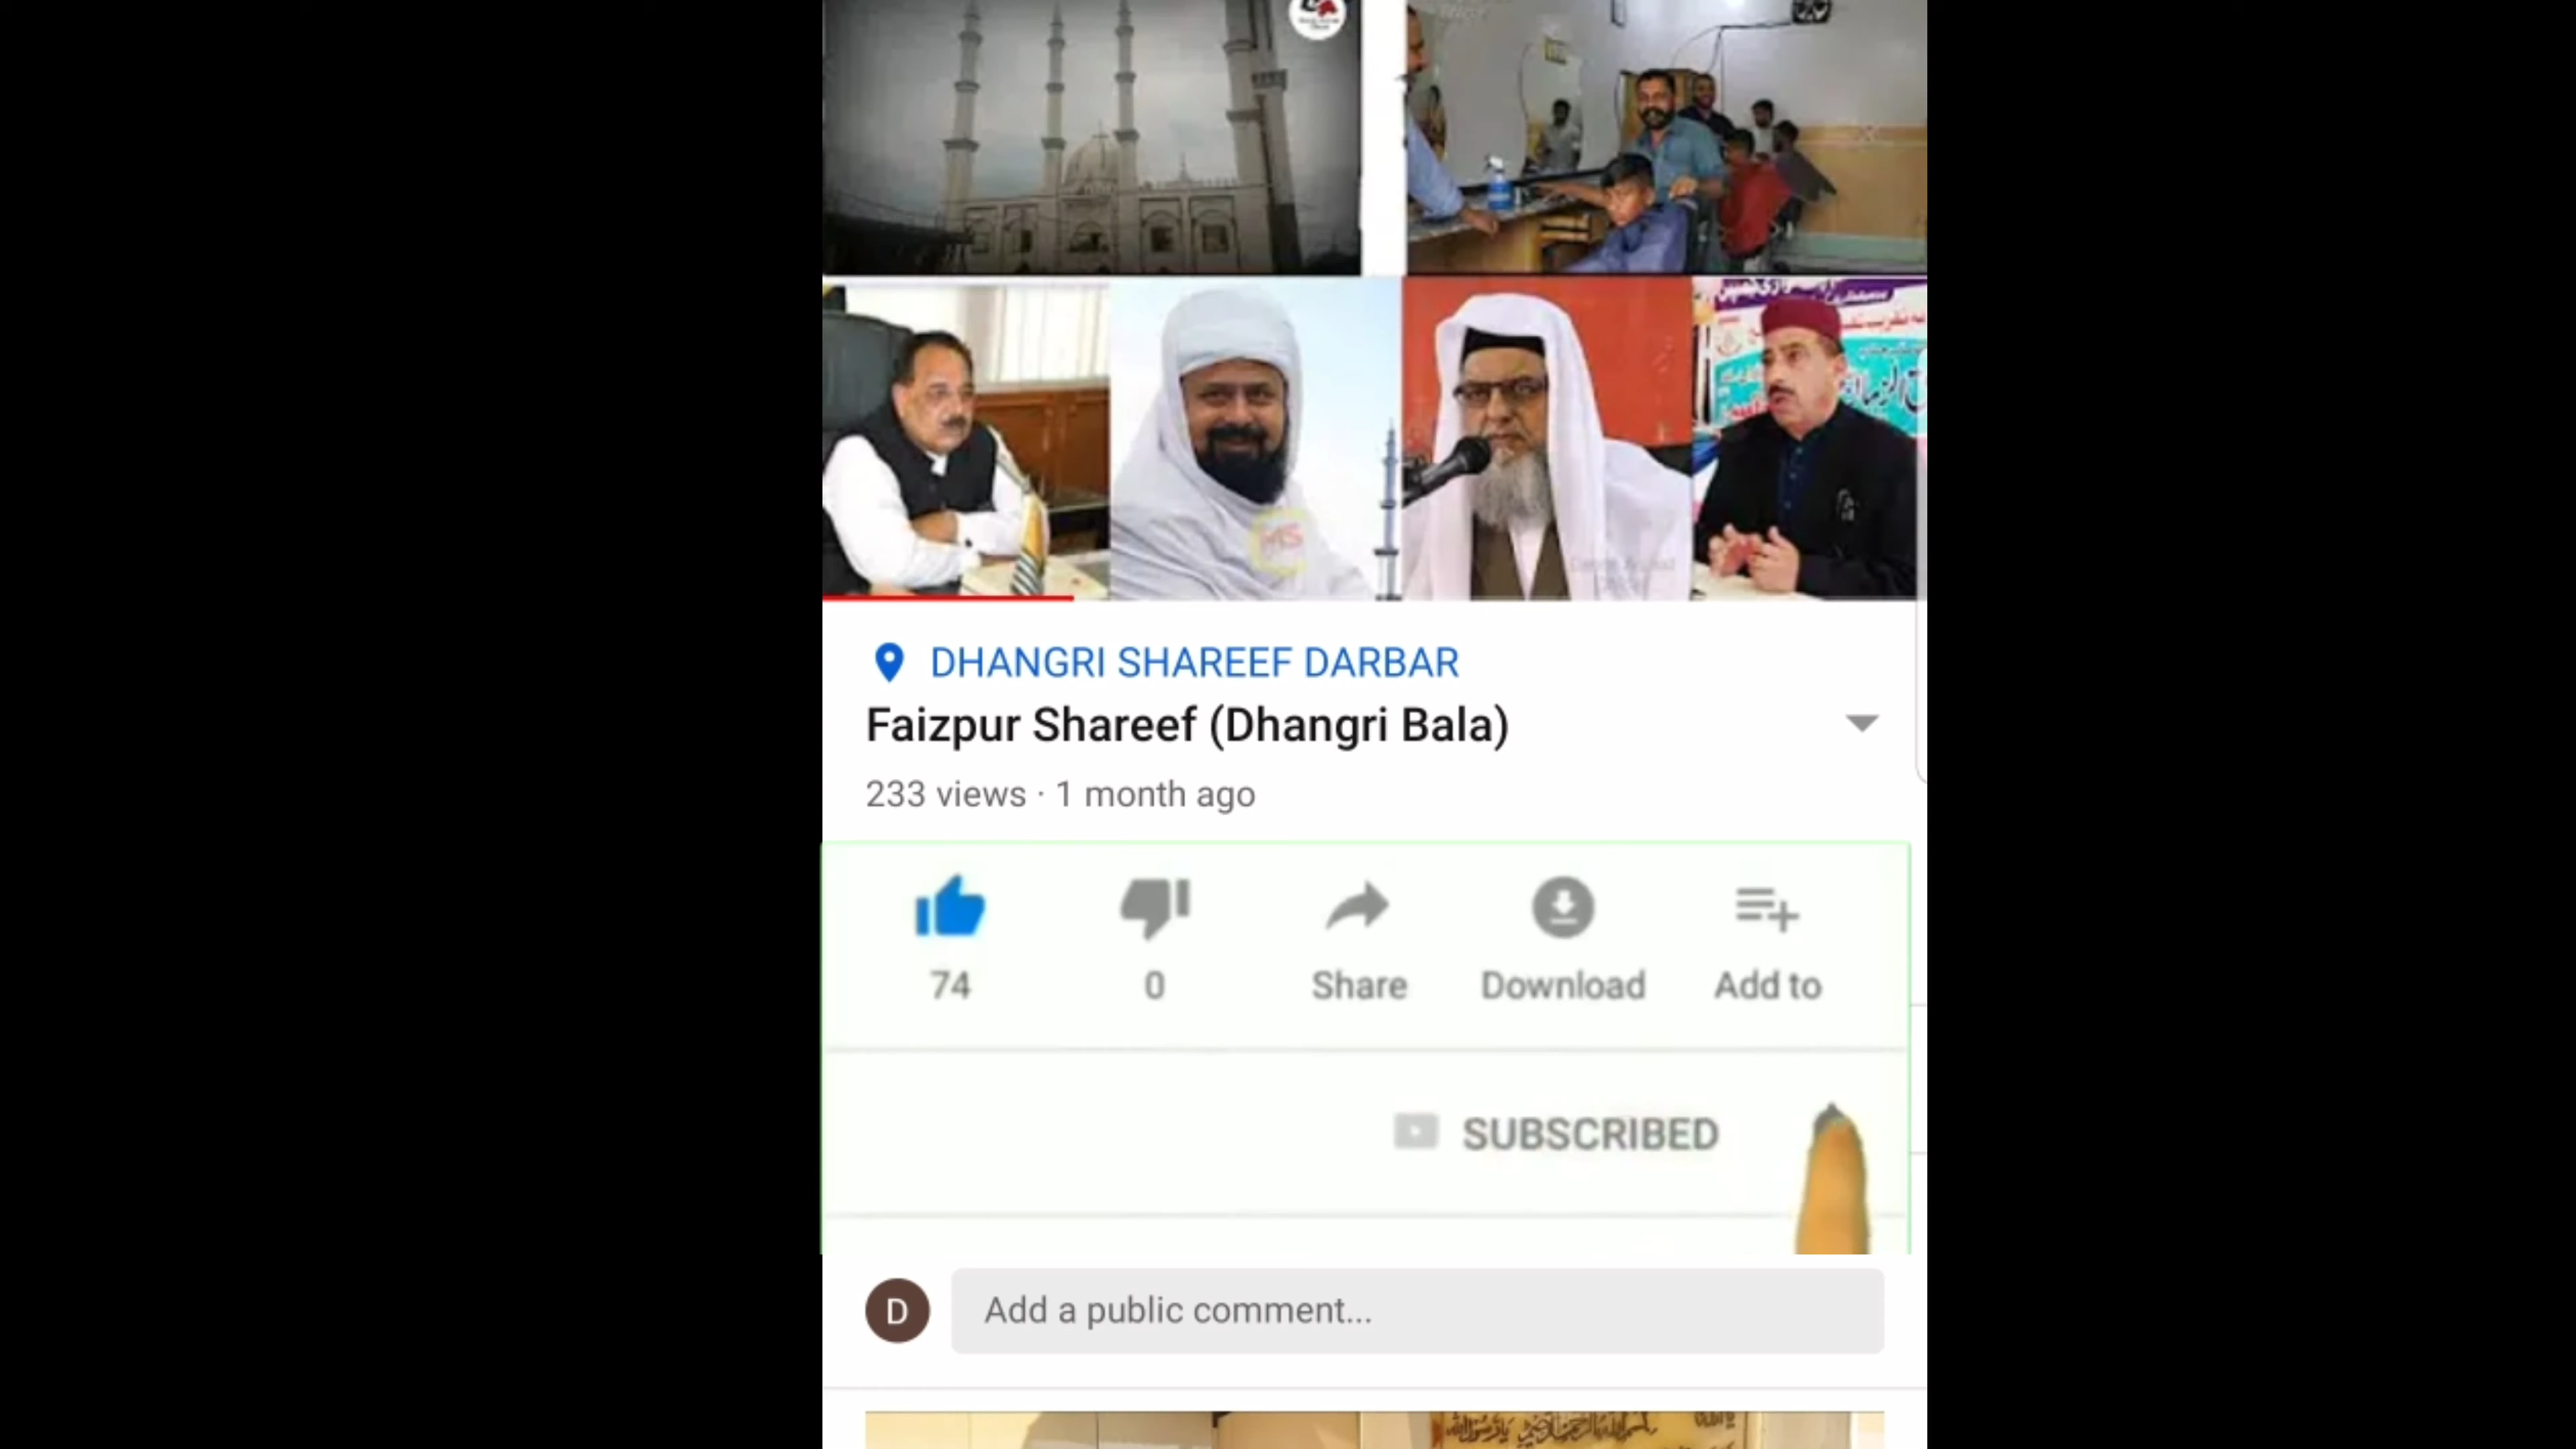 DHANGRI SHAREEF DARBAR
Faizpur Shareef (Dhangri Bala)
233 views · 1 month ago
74
0
Share
Download
Add to
SUBSCRIBED
D
Add a public comment...